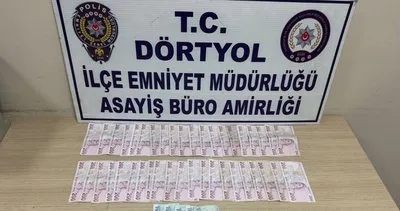 T.C.
DÖRTYOL
İLÇE EMNİYET MÜDÜRLÜĞÜ
ASAYİŞ BÜRO AMİRLİĞİ